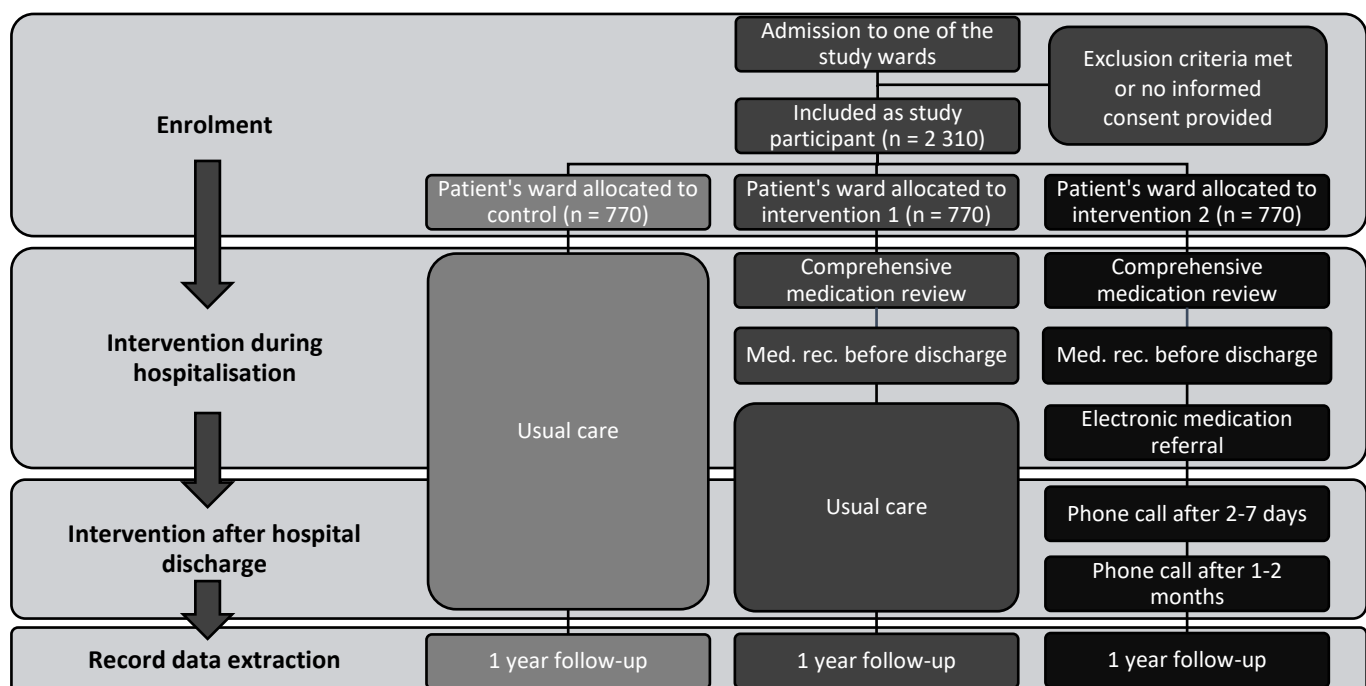 Admission to one of the
study wards
Exclusion criteria met
or no informed
consent provided
Enrolment
Included as study
participant (n = 2 310)
Patient's ward allocated to
control (n = 770)
Patient's ward allocated to
intervention 1 (n = 770)
Patient's ward allocated to
intervention 2 (n = 770)
Intervention during
hospitalisation
Usual care
Comprehensive
medication review
Med. rec. before discharge
Usual care
Comprehensive
medication review
Med. rec. before discharge
Electronic medication
referral
Intervention after hospital
discharge
Phone call after 2-7 days
Phone call after 1-2
months
Record data extraction
1 year follow-up
1 year follow-up
1 year follow-up